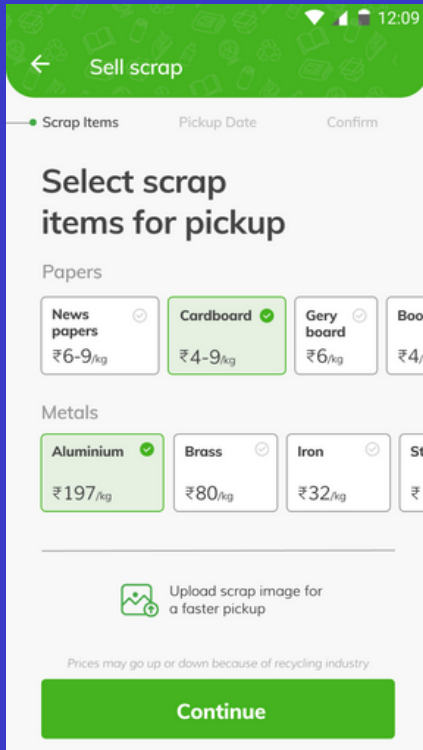 12:09
Sell scrap
Scrap Items Pickup Date Confirm
Select scrap
items for pickup
Papers
News
papers
₹6-9/kg
Cardboard
₹4-9/kg
Gery
board
₹6/kg
₹4/
Metals
Aluminium
₹197/kg
Brass
₹80/kg
Iron
₹32/kg
₹
Upload scrap image for
a faster pickup
Prices may go up or down because of recycling industry
Continue